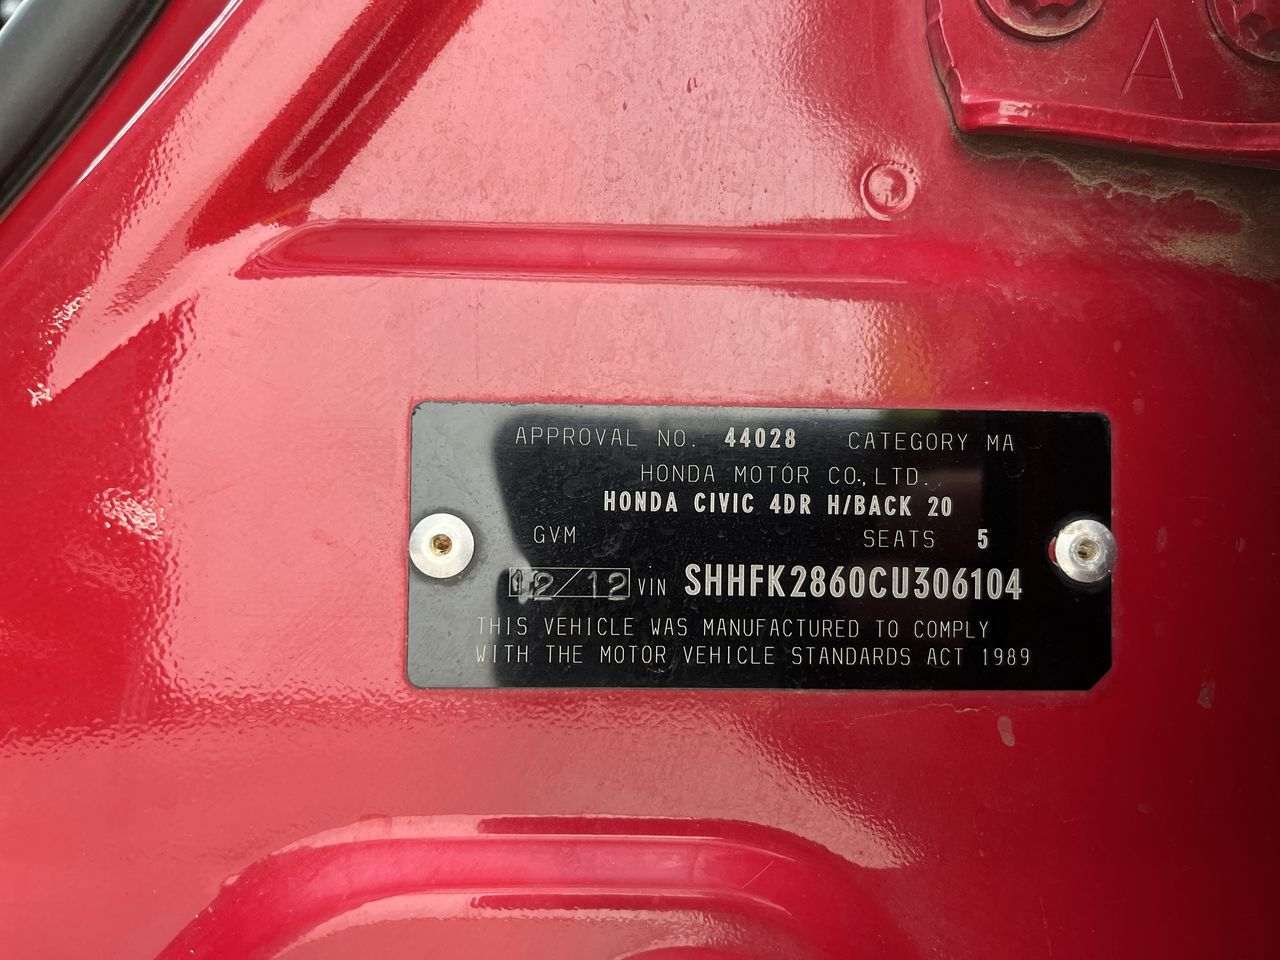 A
APPROVAL NO. 44028 CATEGORY MA
HONDA MOTOR CO.,LTD.
HONDA CIVIC 4DR H/BACK 20
GVM SEATS 5
12/12 VIN SHHFK2860CU306104
THIS VEHICLE WAS MANUFACTURED TO COMPLY
WITH THE MOTOR VEHICLE STANDARDS ACT 1989